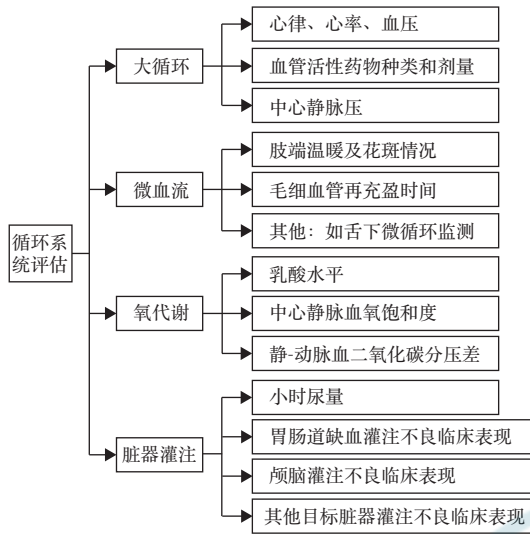 循环系
统评估
大循环
心律、心率、血压
血管活性药物种类和剂量
中心静脉压
微血流
肢端温暖及花斑情况
毛细血管再充盈时间
其他：如舌下微循环监测
氧代谢
乳酸水平
中心静脉血氧饱和度
静-动脉血二氧化碳分压差
脏器灌注
小时尿量
胃肠道缺血灌注不良临床表现
颅脑灌注不良临床表现
其他目标脏器灌注不良临床表现